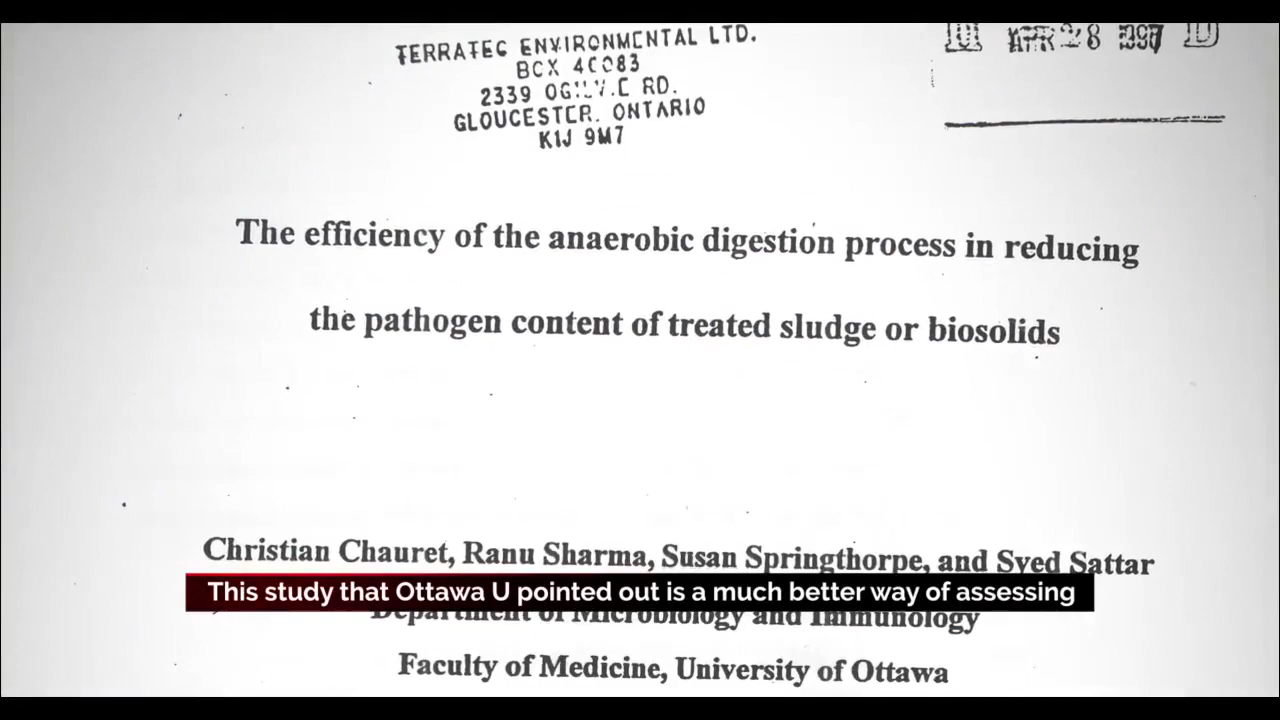 TERRATEC ENVIRONMENTAL LTD.
BCX 40083
2339 RD.
GLOUCESTER. ONTARIO
K1J 9M7
APR 28
The efficiency of the anaerobic digestion process in reducing
the pathogen content of treated sludge or biosolids
Christian Chauret, Ranu Sharma, Susan Springthorpe, and Syed Sattar
This study that Ottawa U pointed out is a much better way of assessing
Department of Microbiology and Immunology
Faculty of Medicine, University of Ottawa